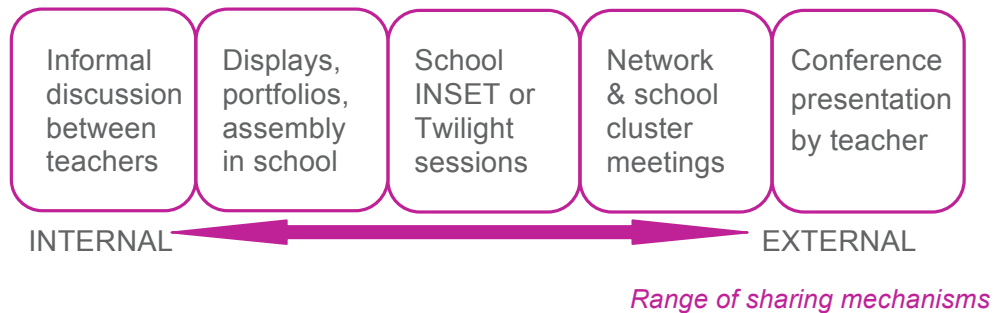 Informal
discussion
between
teachers
Displays,
portfolios,
assembly
in school
School
INSET or
Twilight
sessions
Network
& school
cluster
meetings
Conference
presentation
by teacher
INTERNAL
EXTERNAL
Range of sharing mechanisms